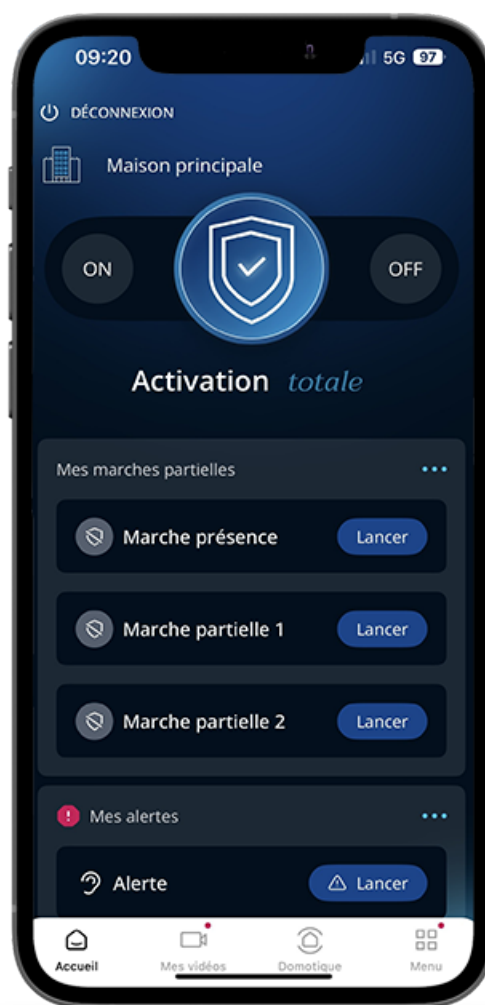 09:20 5G 97
DÉCONNEXION
Maison principale
ON OFF
Activation totale
Mes marches partielles
Marche présence Lancer
Marche partielle 1 Lancer
Marche partielle 2 Lancer
Mes alertes
Alerte Lancer
Accueil Mes vidéos Domotique Menu